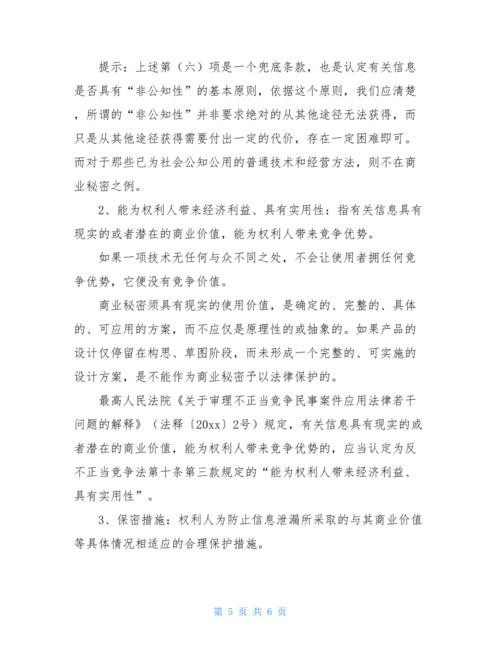 提示：上述第（六）项是一个兜底条款，也是认定有关信息
是否具有“非公知性”的基本原则，依据这个原则，我们应清楚
，所谓的“非公知性”并非要求绝对的从其他途径无法获得，而
只是从其他途径获得需要付出一定的代价，存在一定困难即可。
而对于那些已为社会公知公用的普通技术和经营方法，则不在商
业秘密之例。
2、能为权利人带来经济利益、具有实用性：指有关信息具有
现实的或者潜在的商业价值，能为权利人带来竞争优势。
如果一项技术无任何与众不同之处，不会让使用者拥任何竞
争优势，它便没有竞争价值。
商业秘密须具有现实的使用价值，是确定的、完整的、具体
的、可应用的方案，而不应仅是原理性的或抽象的。如果产品的
设计仅停留在构思、草图阶段，而未形成一个完整的、可实施的
设计方案，是不能作为商业秘密予以法律保护的。
最高人民法院《关于审理不正当竞争民事案件应用法律若干
问题的解释》（法释〔20xx〕2号）规定，有关信息具有现实的或
者潜在的商业价值，能为权利人带来竞争优势的，应当认定为反
不正当竞争法第十条第三款规定的“能为权利人带来经济利益、
具有实用性”。
3、保密措施：权利人为防止信息泄漏所采取的与其商业价值
等具体情况相适应的合理保护措施。
第 5 页 共 6 页